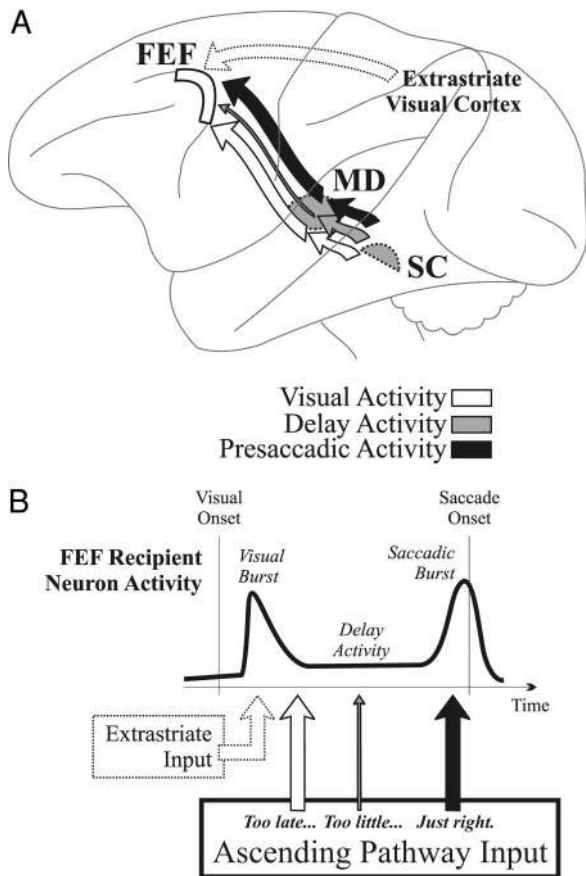 A
FEF
Extrastriate
Visual Cortex
MD
SC
Visual Activity
Delay Activity
Presaccadic Activity
B
Visual
Onset
Saccade
Onset
FEF Recipient
Neuron Activity
Visual
Burst
Saccadic
Burst
Delay
Activity
Time
Extrastriate
Input
Too late... Too little... Just right.
Ascending Pathway Input